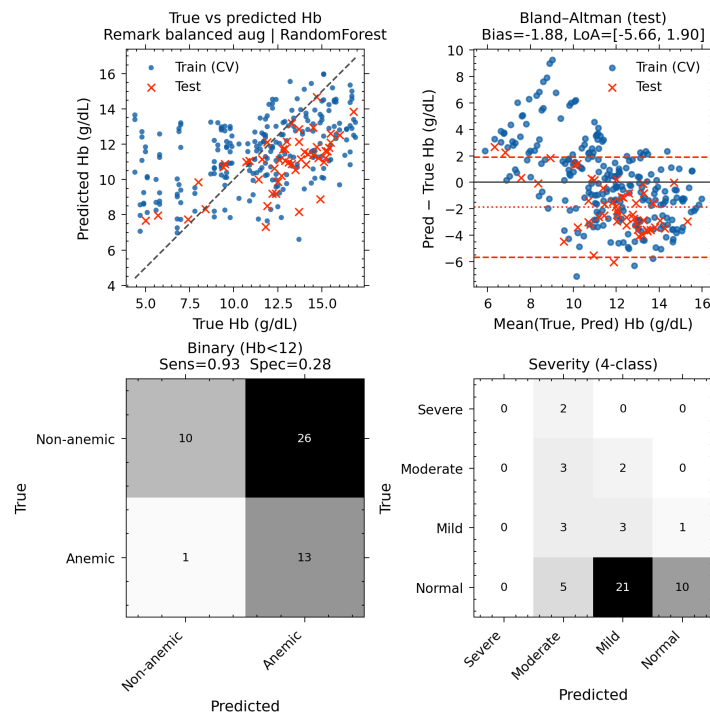 True vs predicted Hb
Remark balanced aug | RandomForest
Train (CV)
Test
Predicted Hb (g/dL)
16
14
12
10
8
6
4
5.0 7.5 10.0 12.5 15.0
True Hb (g/dL)
Bland–Altman (test)
Bias=-1.88, LoA=[-5.66, 1.90]
Train (CV)
Test
Pred − True Hb (g/dL)
10
8
6
4
2
0
−2
−4
−6
6 8 10 12 14 16
Mean(True, Pred) Hb (g/dL)
Binary (Hb<12)
Sens=0.93 Spec=0.28
True
Non-anemic 10 26
Anemic 1 13
Non-anemic Anemic
Predicted
Severity (4-class)
True
Severe 0 2 0 0
Moderate 0 3 2 0
Mild 0 3 3 1
Normal 0 5 21 10
Severe Moderate Mild Normal
Predicted